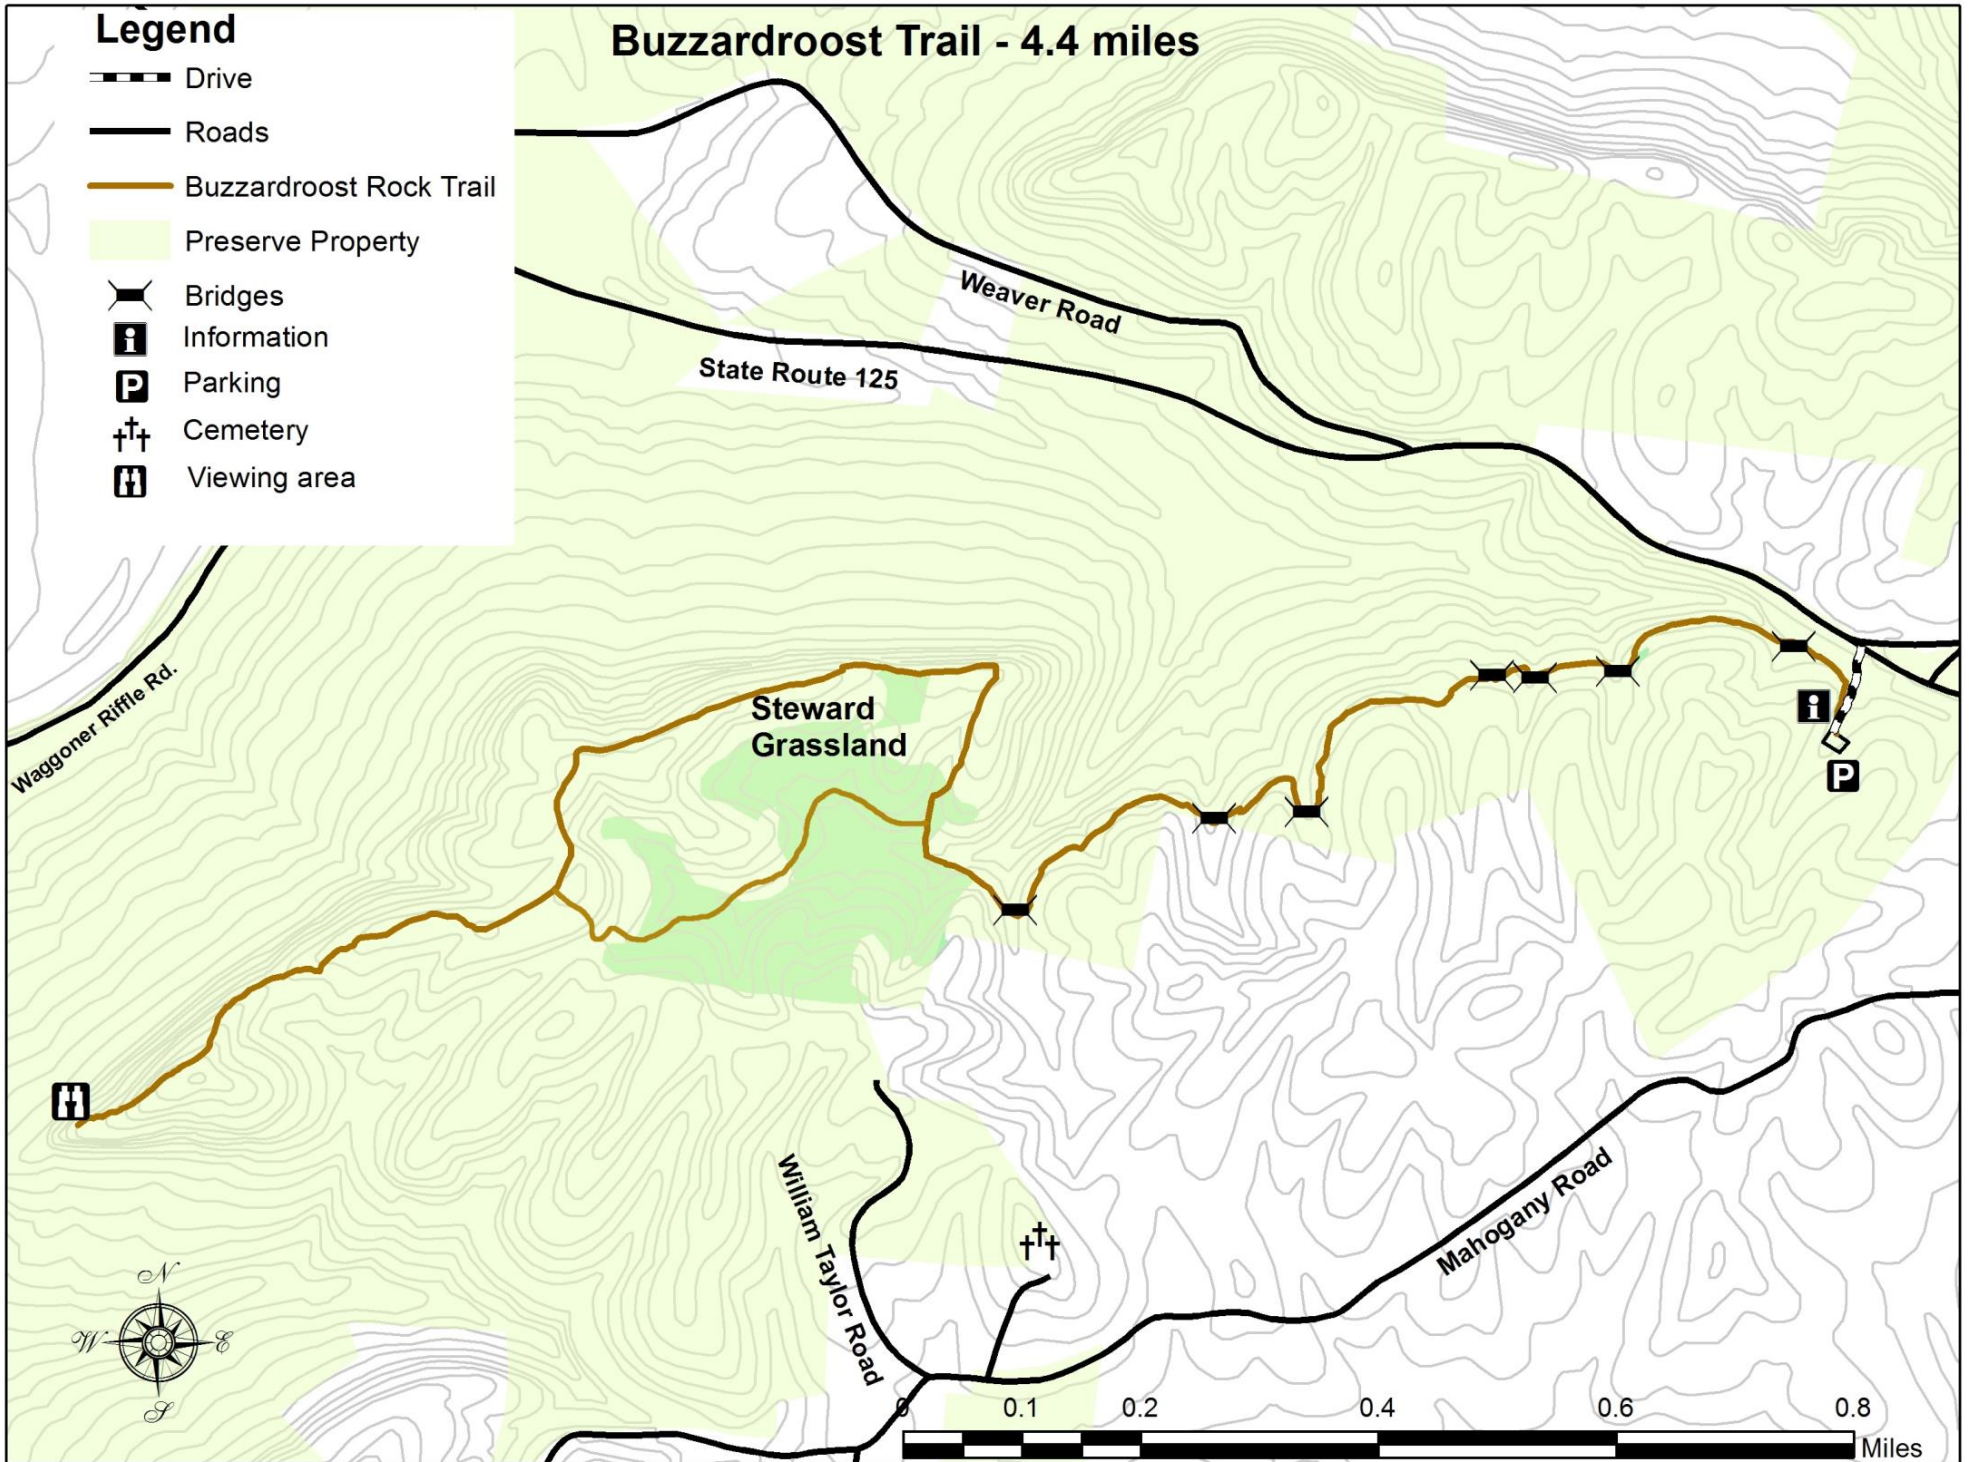 Legend
Buzzardroost Trail - 4.4 miles
Drive
Roads
Buzzardroost Rock Trail
Preserve Property
Bridges
i Information
P Parking
Cemetery
Viewing area
Weaver Road
State Route 125
Waggoner Riffle Rd.
Steward
Grassland
i
P
William Taylor Road
Mahogany Road
N
W E
S
0 0.1 0.2 0.4 0.6 0.8
Miles